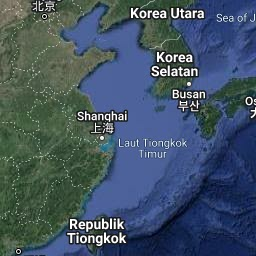 北京
Korea Utara
Sea of J
Korea
Selatan
Busan
부산
Os
Shanghai
上海
Laut Tiongkok
Timur
Republik
Tiongkok